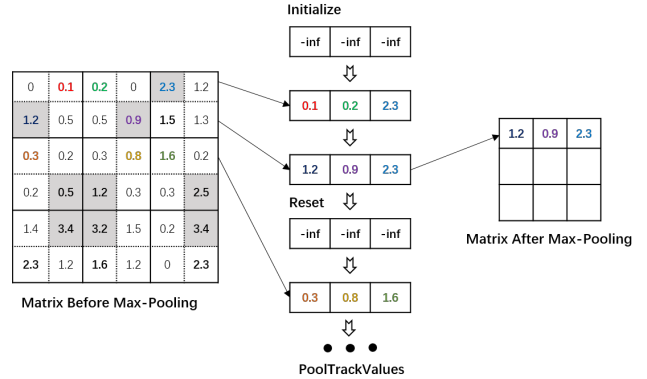 Initialize
-inf -inf -inf
0 0.1 0.2 0 2.3 1.2
1.2 0.5 0.5 0.9 1.5 1.3
0.3 0.2 0.3 0.8 1.6 0.2
0.2 0.5 1.2 0.3 0.3 2.5
1.4 3.4 3.2 1.5 0.2 3.4
2.3 1.2 1.6 1.2 0 2.3
Matrix Before Max-Pooling
0.1 0.2 2.3
1.2 0.9 2.3
Reset
-inf -inf -inf
0.3 0.8 1.6
PoolTrackValues
1.2 0.9 2.3
Matrix After Max-Pooling